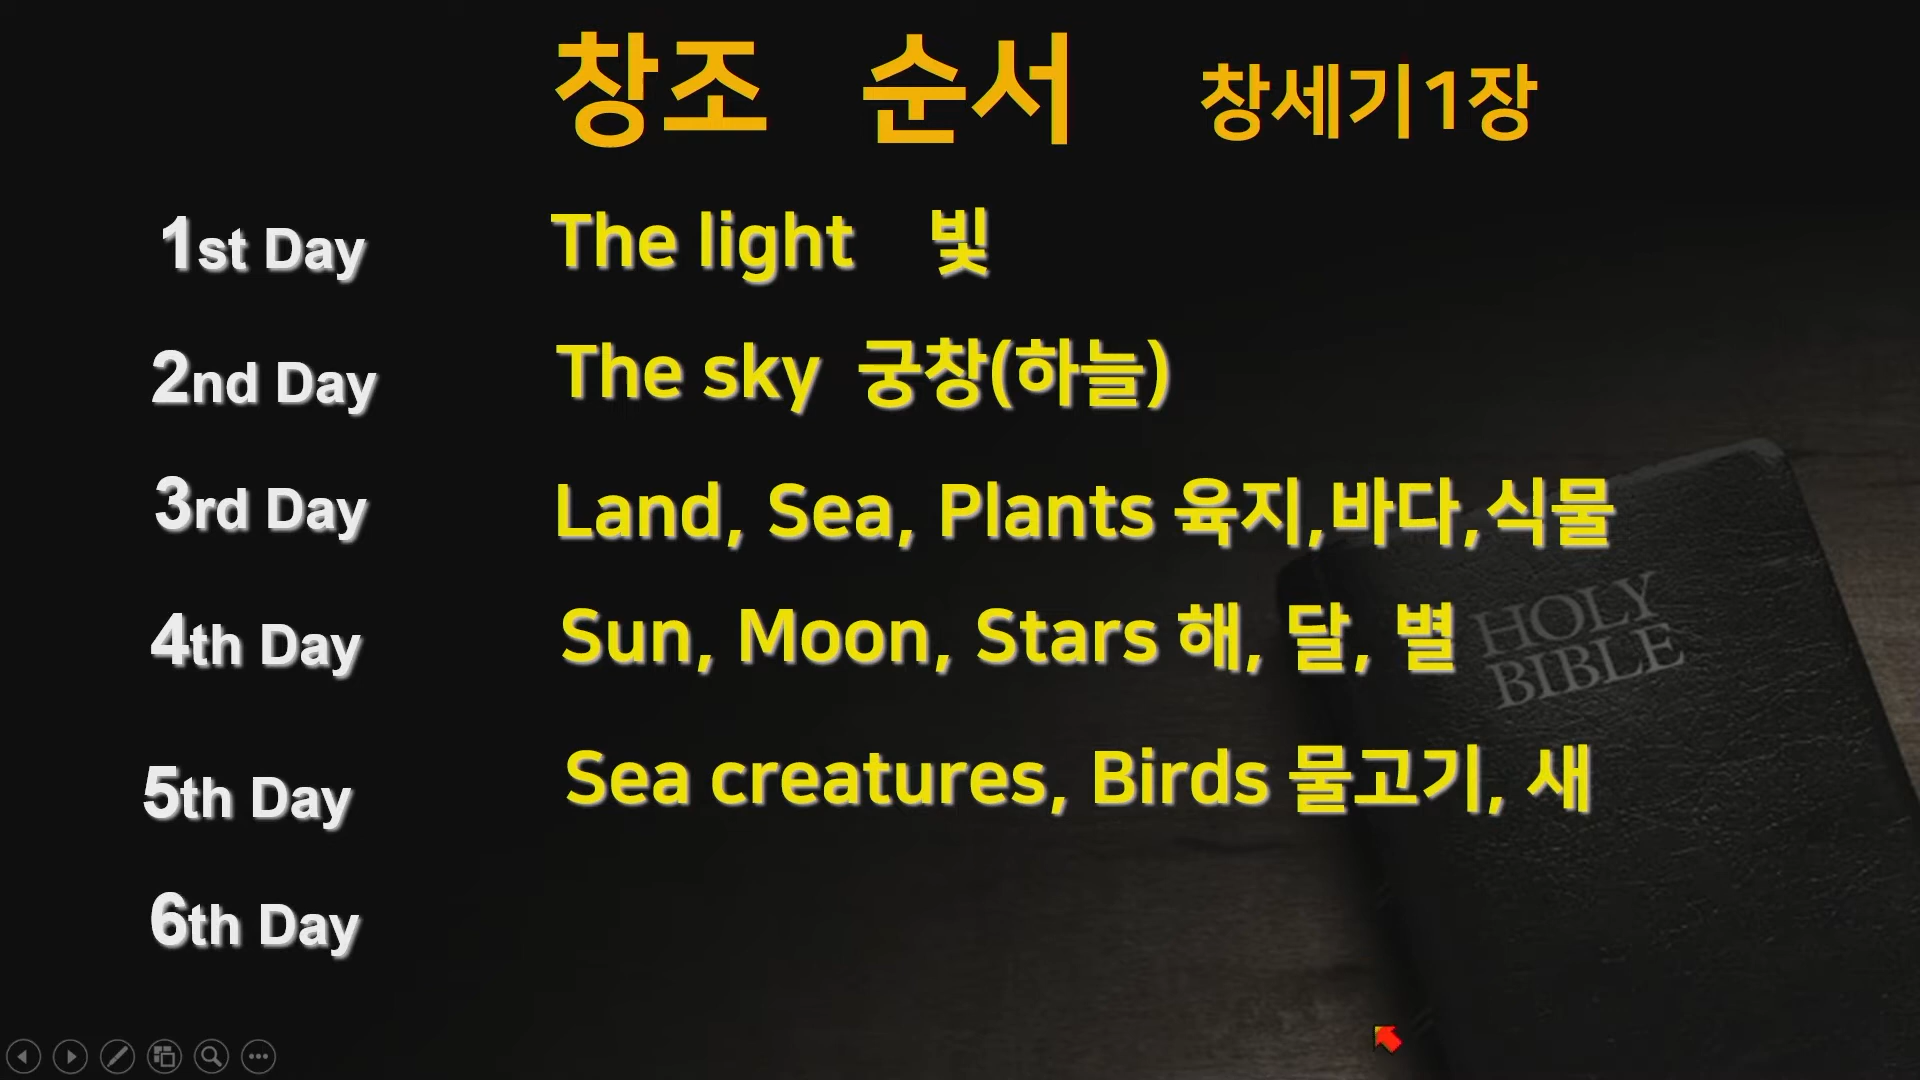 창조 순서 창세기1장
1st Day The light 빛
2nd Day The sky 궁창(하늘)
3rd Day Land, Sea, Plants 육지,바다,식물
4th Day Sun, Moon, Stars 해, 달, 별
HOLY
BIBLE
5th Day Sea creatures, Birds 물고기, 새
6th Day